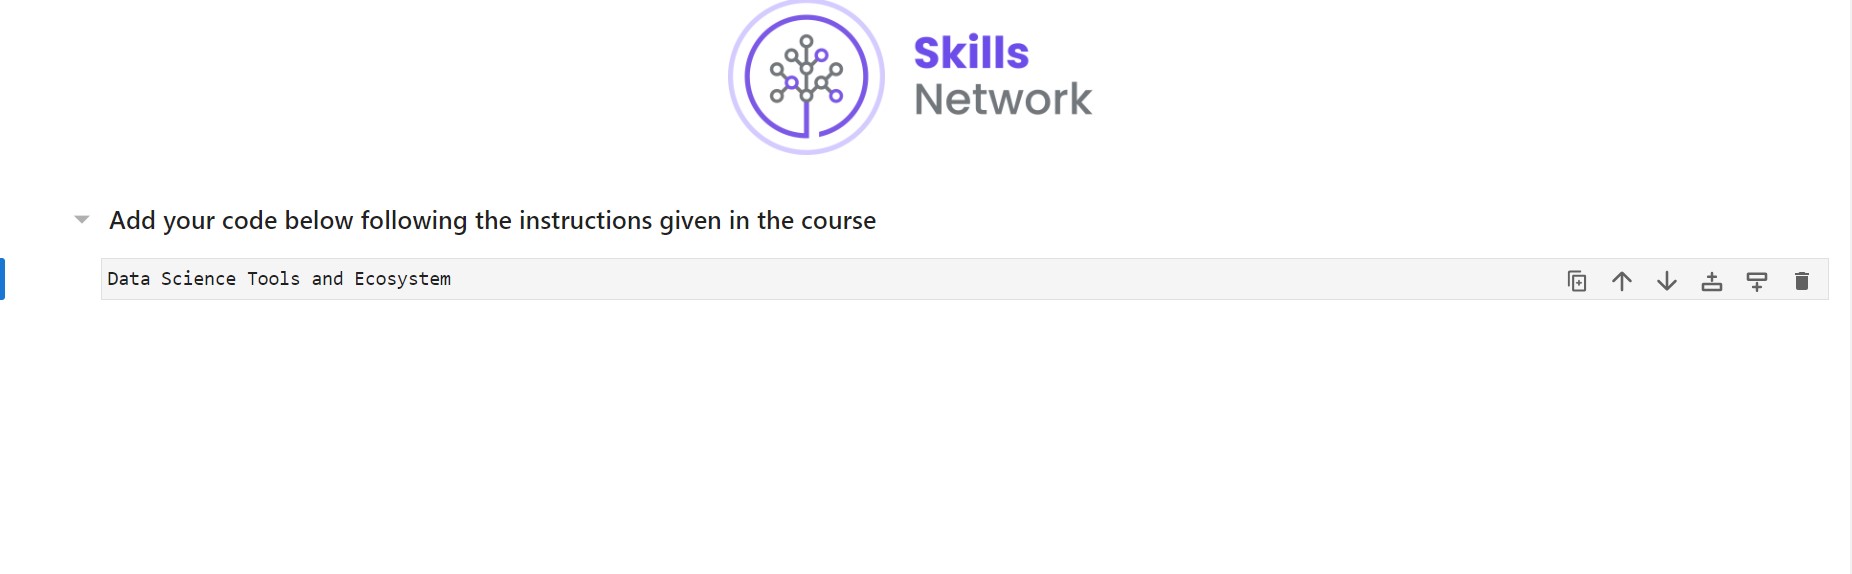 Skills
Network
Add your code below following the instructions given in the course
Data Science Tools and Ecosystem